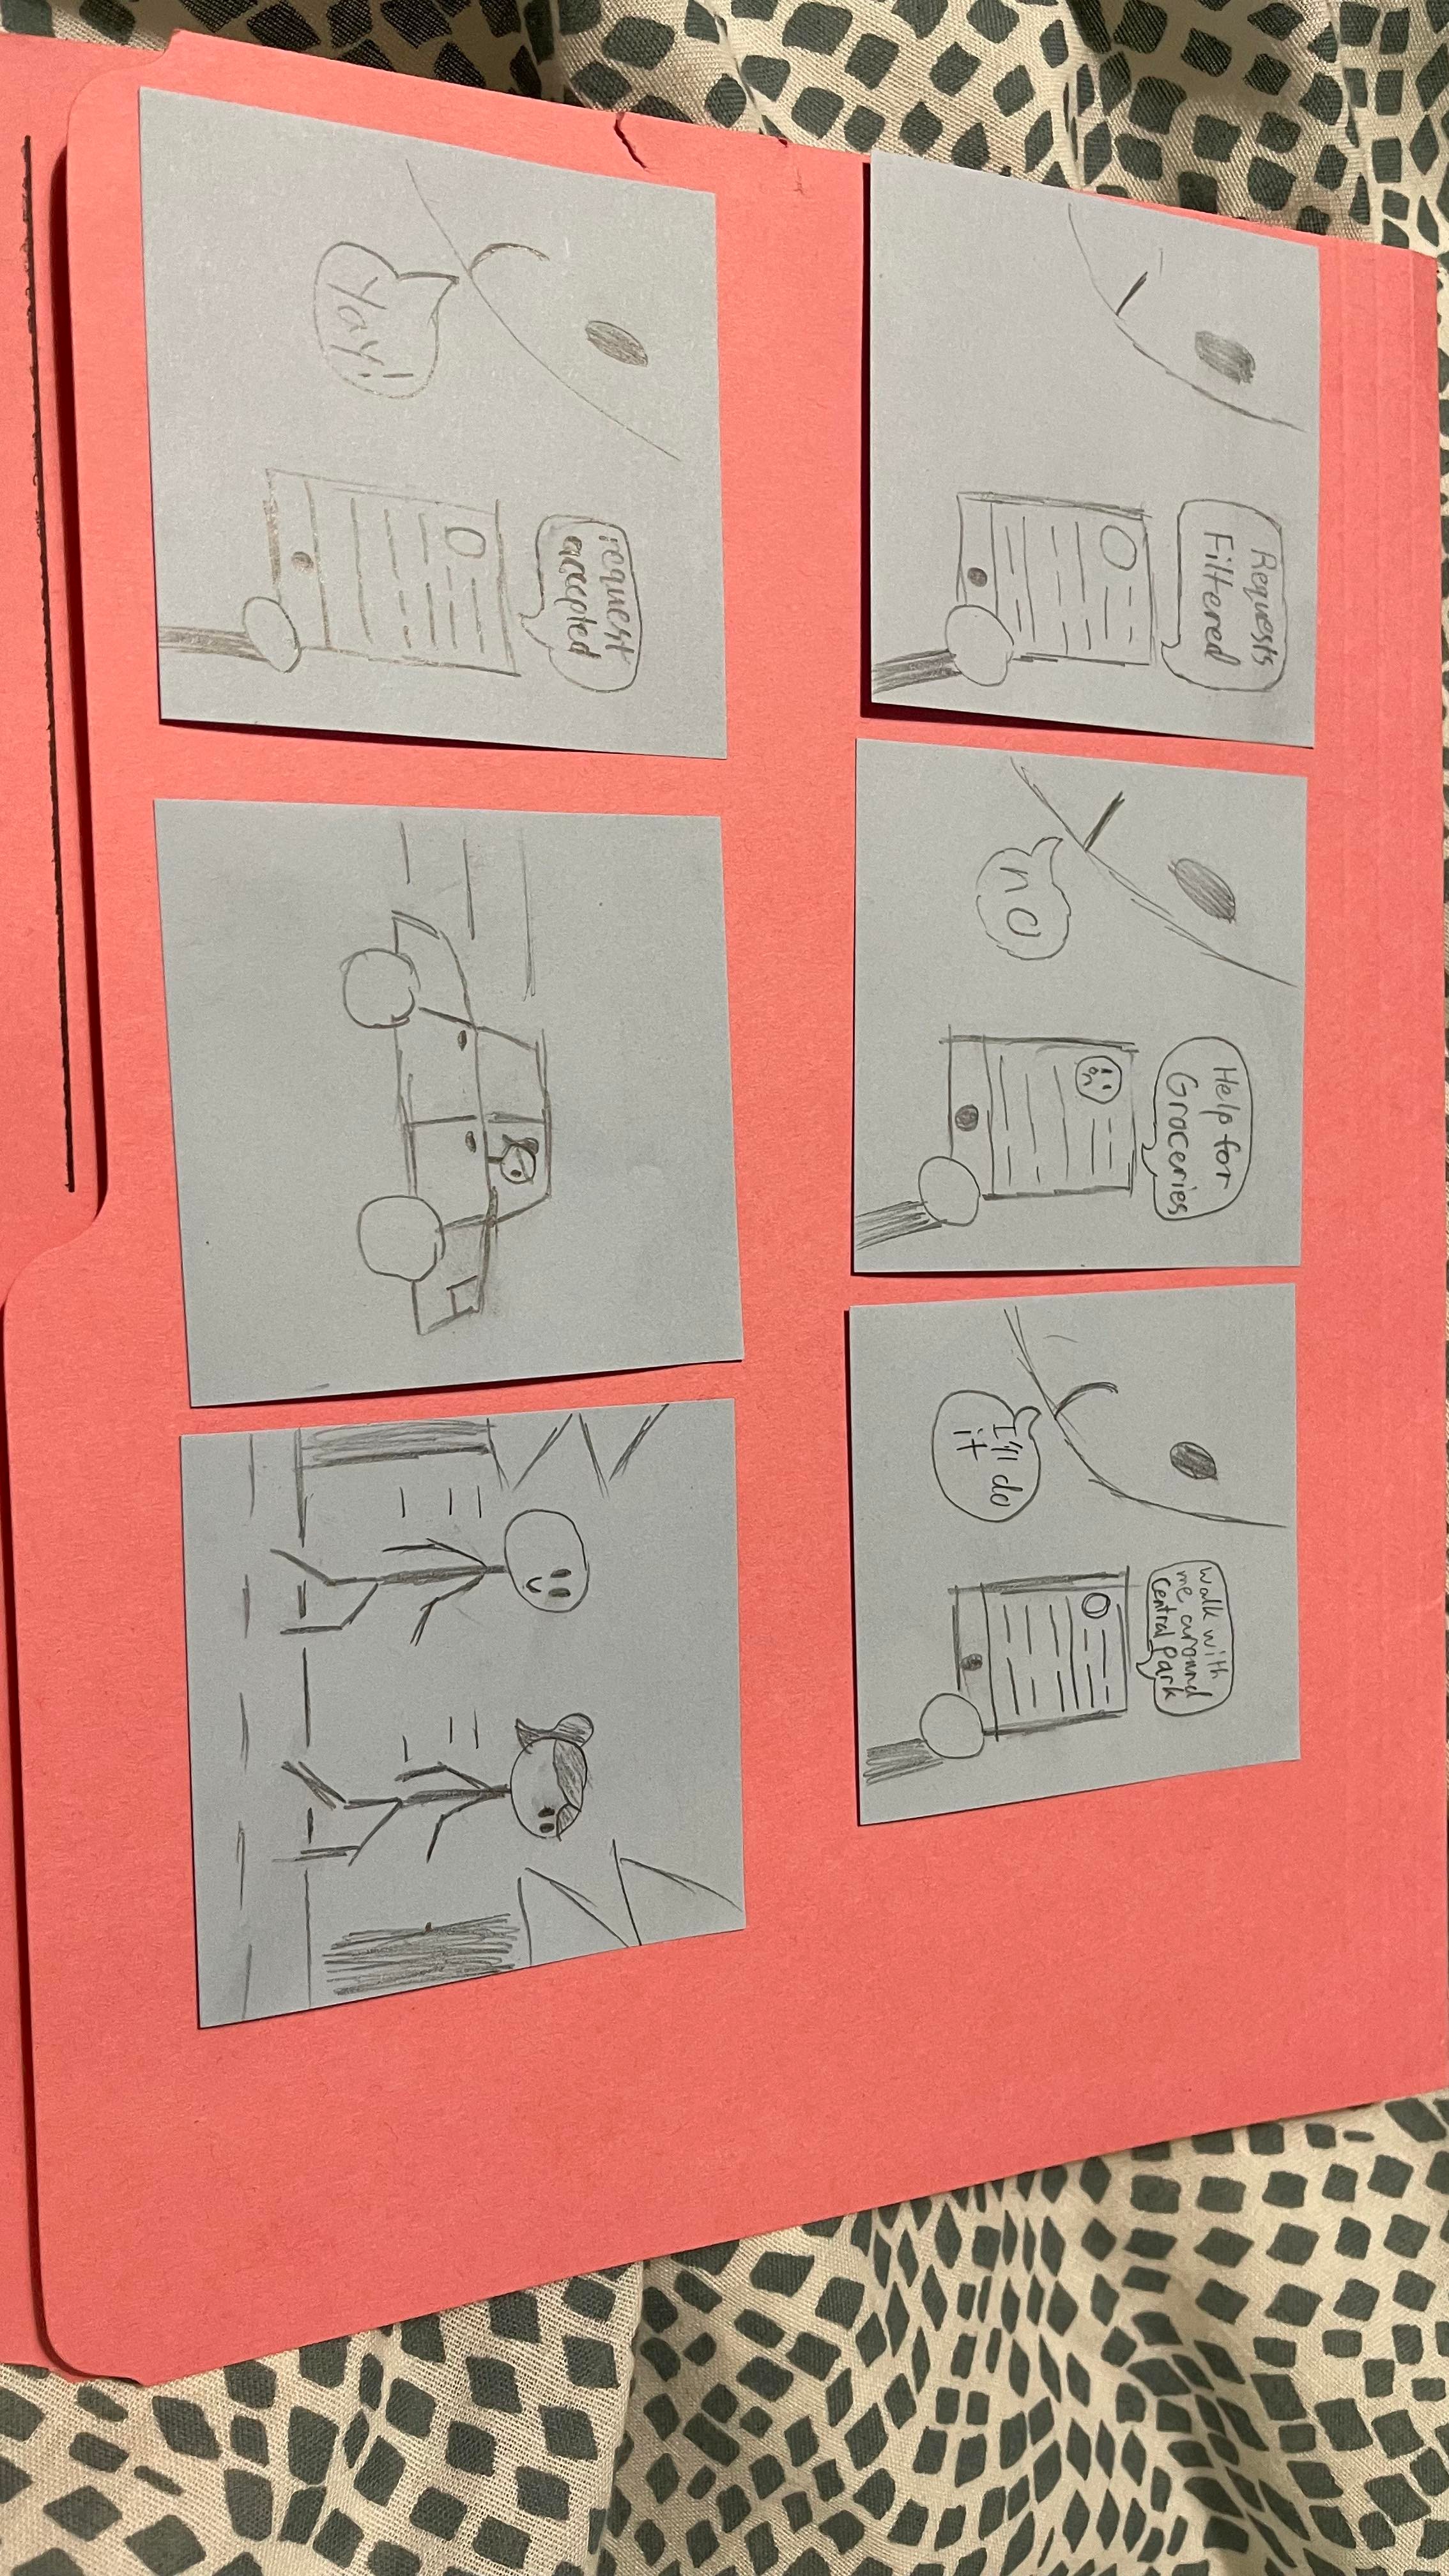 Requests
Filtered
Help for
Groceries
no
walk with
me around
central park
I'll do
it
request
accepted
Yay!